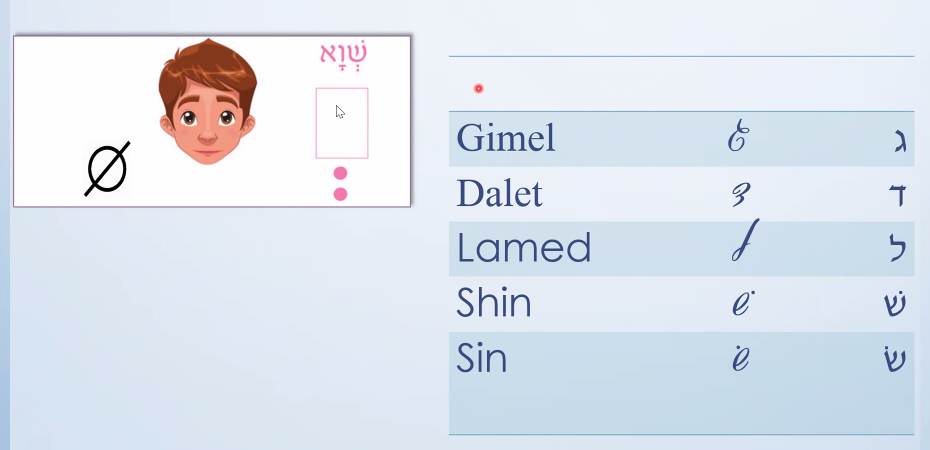 שְׁוָא
Ø
Gimel ג ג
Dalet ד ד
Lamed ל ל
Shin שׁ שׁ
Sin שׂ שׂ